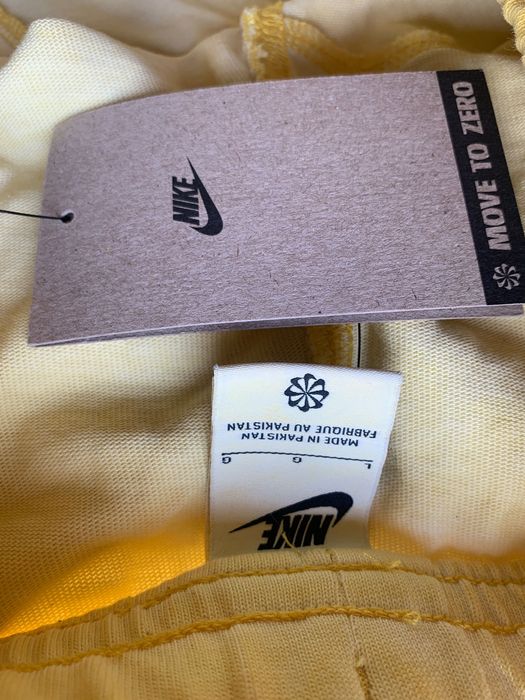 NIKE
MOVE TO ZERO
NIKE
L G G
MADE IN PAKISTAN
FABRIQUE AU PAKISTAN